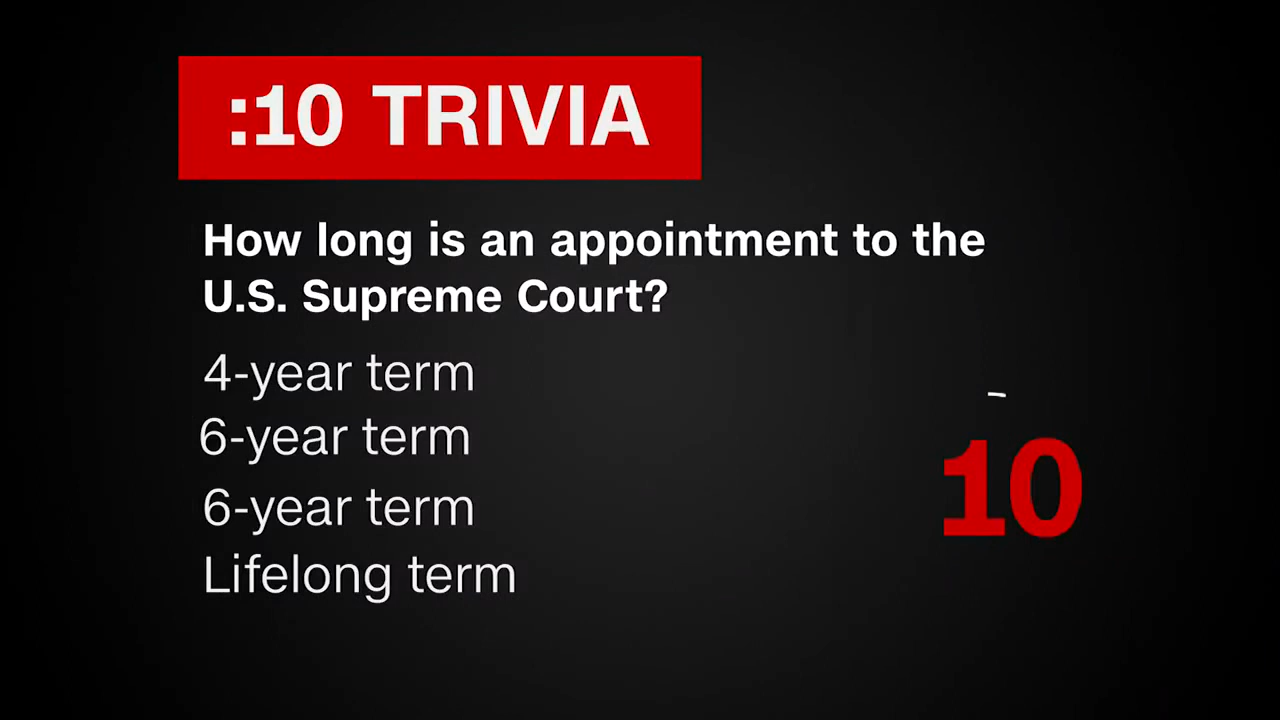 :10 TRIVIA
How long is an appointment to the
U.S. Supreme Court?
4-year term
6-year term
6-year term
Lifelong term
10